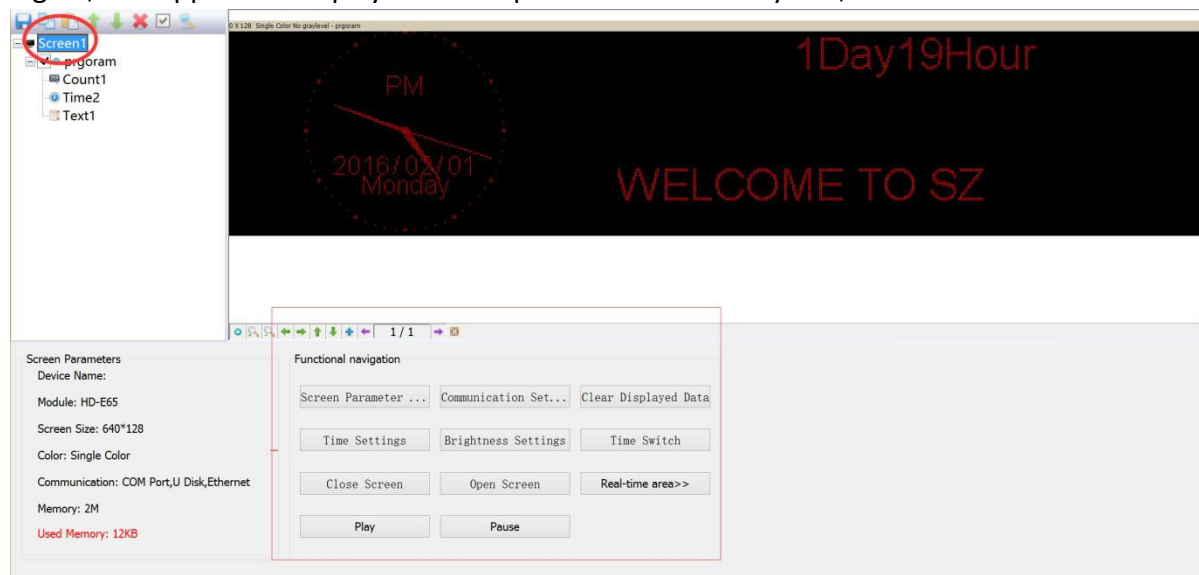 0 X 128 Single Color No graylevel - prgoram
Screen1
prgoram
Count1
Time2
Text1
1Day19Hour
PM
2016/02/01
Monday
WELCOME TO SZ
1 / 1
Screen Parameters
Device Name:
Module: HD-E65
Screen Size: 640*128
Color: Single Color
Communication: COM Port,U Disk,Ethernet
Memory: 2M
Used Memory: 12KB
Functional navigation
Screen Parameter ... Communication Set... Clear Displayed Data
Time Settings Brightness Settings Time Switch
Close Screen Open Screen Real-time area>>
Play Pause